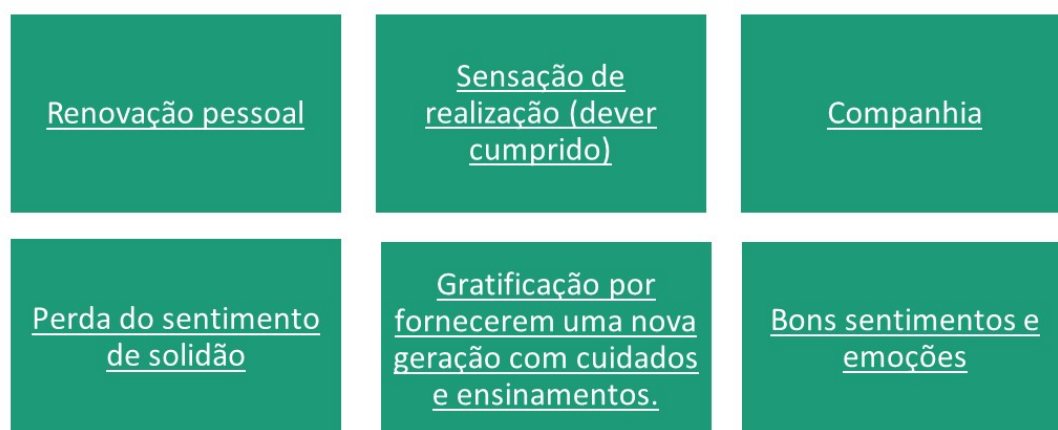 Renovação pessoal
Sensação de
realização (dever
cumprido)
Companhia
Perda do sentimento
de solidão
Gratificação por
fornecerem uma nova
geração com cuidados
e ensinamentos.
Bons sentimentos e
emoções